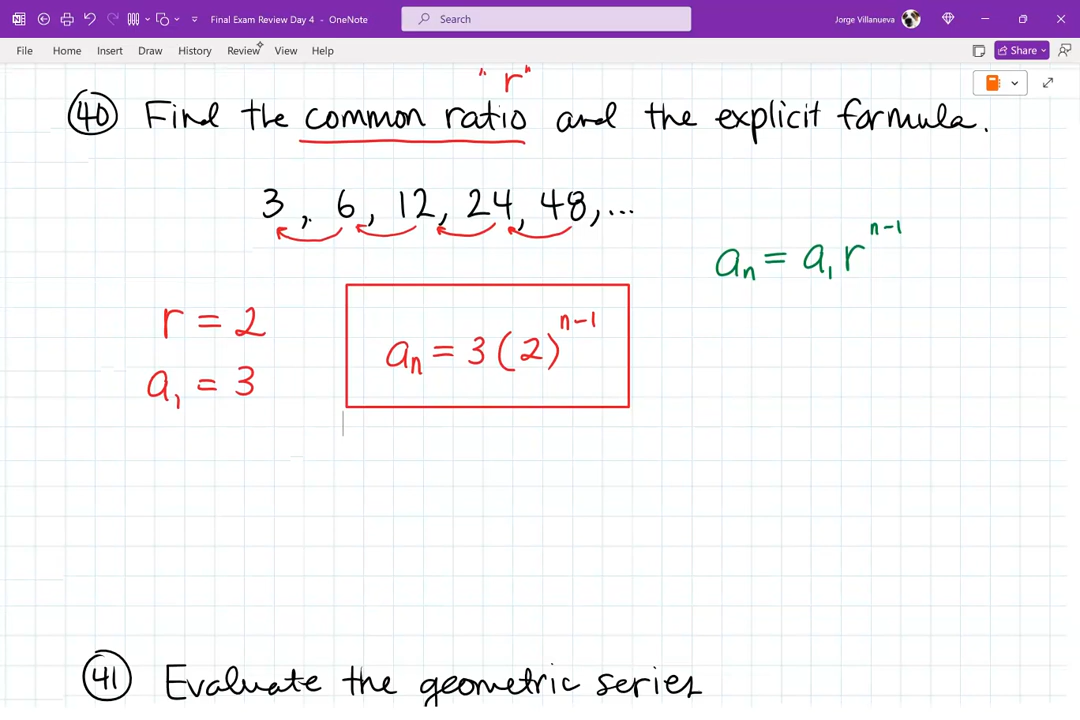 Final Exam Review Day 4 - OneNote
Search
Jorge Villanueva
File Home Insert Draw History Review View Help
Share
"r"
40 Find the common ratio and the explicit formula.
3, 6, 12, 24, 48, ...
aₙ = a₁ rⁿ⁻¹
r = 2
a₁ = 3
aₙ = 3 (2)ⁿ⁻¹
41 Evaluate the geometric series